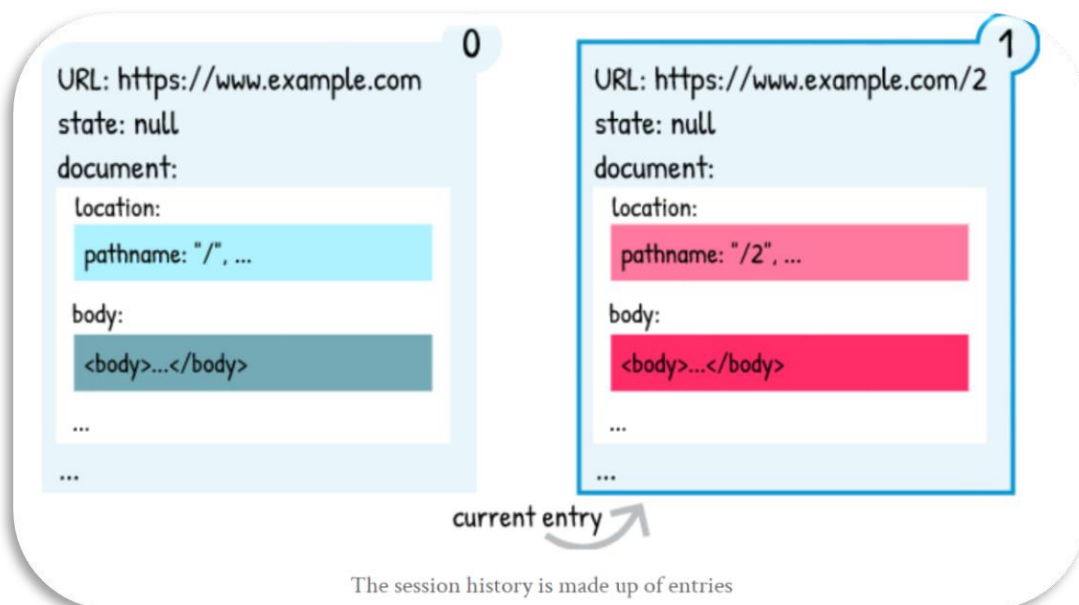 0
URL: https://www.example.com
state: null
document:
location:
pathname: "/", ...
body:
<body>...</body>
...
...
1
URL: https://www.example.com/2
state: null
document:
location:
pathname: "/2", ...
body:
<body>...</body>
...
...
current entry
The session history is made up of entries